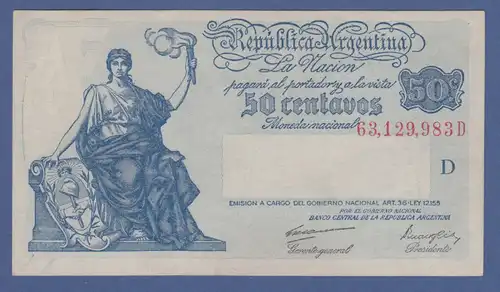 República Argentina
La Nación
pagará al portador y a la vista
50 centavos
50c
Moneda nacional
63,129,983D
D
EMISION A CARGO DEL GOBIERNO NACIONAL ART. 36-LEY 12.155
POR EL GOBIERNO NACIONAL
BANCO CENTRAL DE LA REPUBLICA ARGENTINA
Gerente general
Presidente